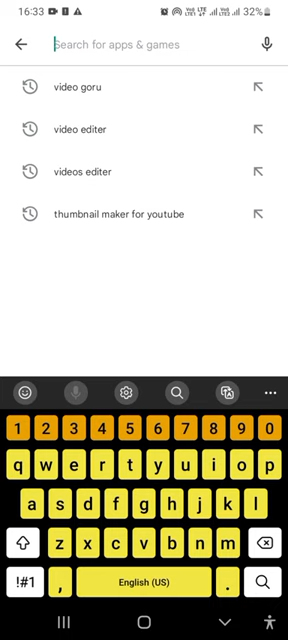 16:33 32%
Search for apps & games
video goru
video editer
videos editer
thumbnail maker for youtube
1 2 3 4 5 6 7 8 9 0
q w e r t y u i o p
a s d f g h j k l
z x c v b n m
!#1 , English (US) .